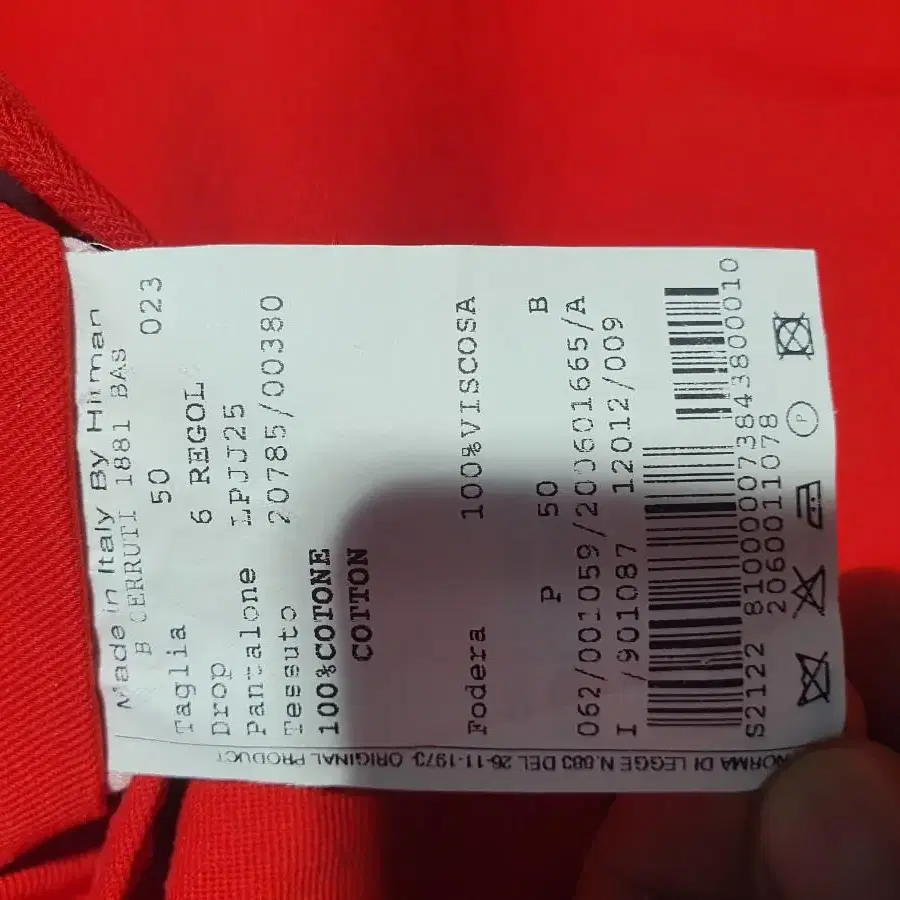 Made in Italy By Hitman
B CERRUTI 1881 BAS 023
Taglia 50
Drop 6 REGOL
Pantalone LPJJ25
Tessuto 20785/00380
100%COTONE
COTTON
Fodera 100%VISCOSA
P 50 B
062/001059/200601665/A
I /901087 12012/009
S2122 810000738438000010
2060011078
P
NORMA DI LEGGE N.883 DEL 26-11-1973 ORIGINAL PRODUCT